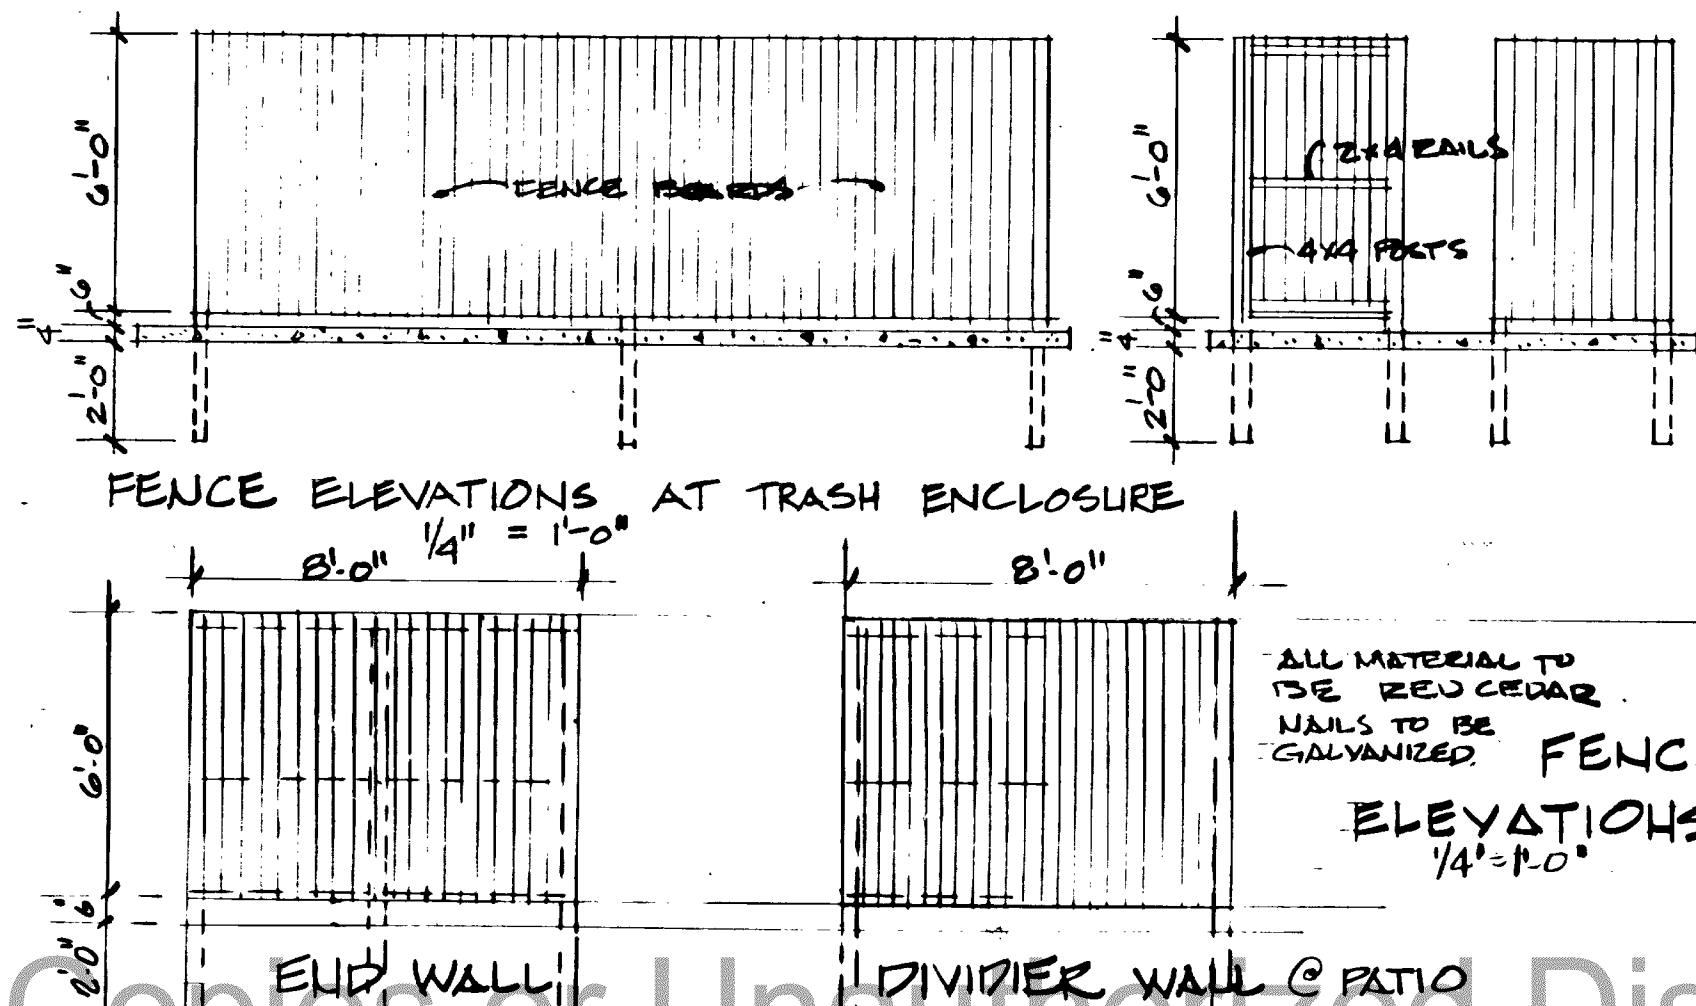 6'-0"
6"
4"
2'-0"
FENCE BOARDS
6'-0"
6"
4"
2'-0"
2x4 RAILS
4x4 POSTS
FENCE ELEVATIONS AT TRASH ENCLOSURE
1/4" = 1'-0"
8'-0"
8'-0"
6'-0"
6"
2'-0"
ALL MATERIAL TO
BE RED CEDAR.
NAILS TO BE
GALVANIZED.
FENC
ELEVATIONS
1/4" = 1'-0"
END WALL
DIVIDIER WALL @ PATIO